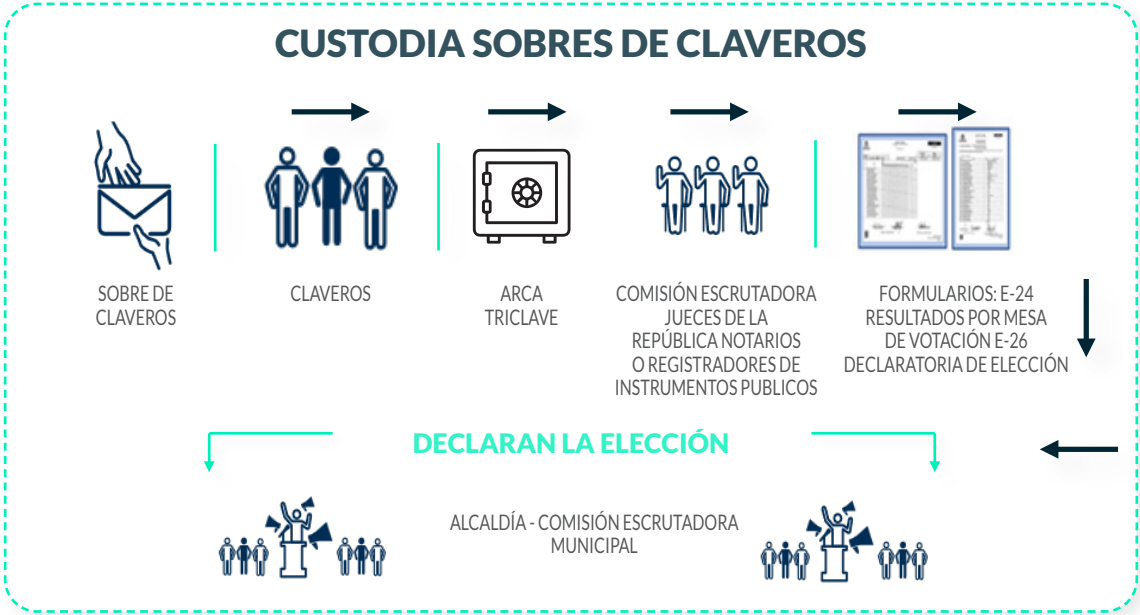 CUSTODIA SOBRES DE CLAVEROS
SOBRE DE
CLAVEROS
CLAVEROS
ARCA
TRICLAVE
COMISIÓN ESCRUTADORA
JUECES DE LA
REPÚBLICA NOTARIOS
O REGISTRADORES DE
INSTRUMENTOS PUBLICOS
FORMULARIOS: E-24
RESULTADOS POR MESA
DE VOTACIÓN E-26
DECLARATORIA DE ELECCIÓN
DECLARAN LA ELECCIÓN
ALCALDÍA - COMISIÓN ESCRUTADORA
MUNICIPAL